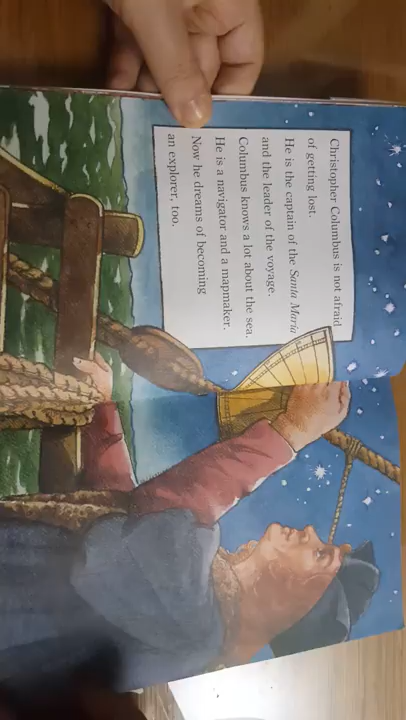 Christopher Columbus is not afraid
of getting lost.
He is the captain of the Santa Maria
and the leader of the voyage.
Columbus knows a lot about the sea.
He is a navigator and a mapmaker.
Now he dreams of becoming
an explorer, too.